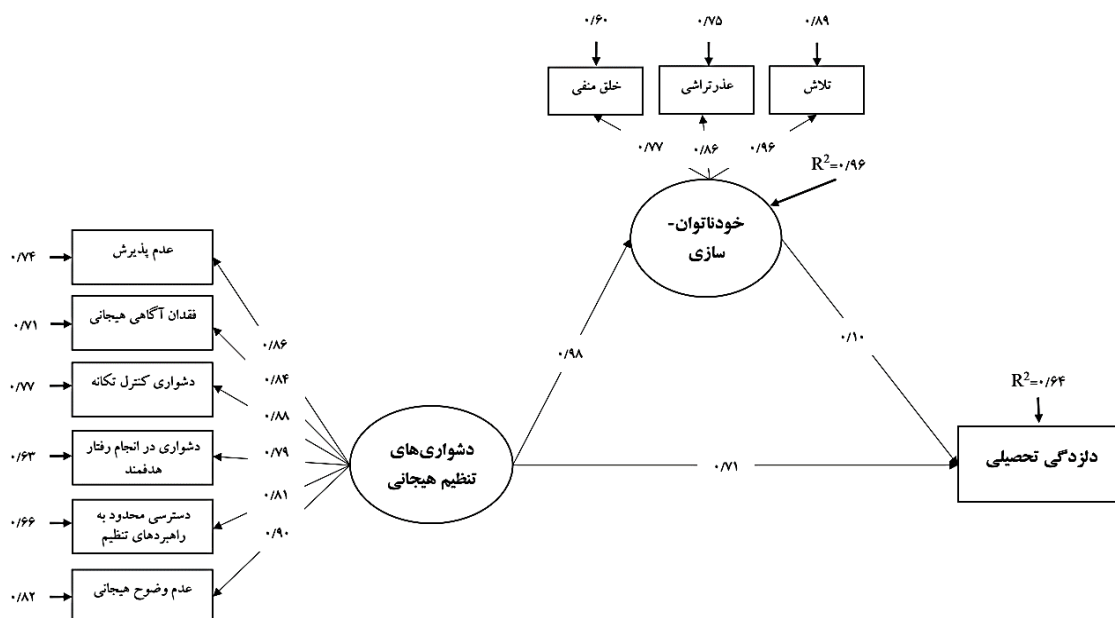 ۰/۶۰
۰/۷۵
۰/۸۹
خلق منفی
عذرتراشی
تلاش
۰/۷۷
۰/۸۶
۰/۹۶
R²=۰/۹۶
خودناتوان-
سازی
عدم پذیرش
۰/۷۴
فقدان آگاهی هیجانی
۰/۷۱
دشواری کنترل تکانه
۰/۷۷
دشواری در انجام رفتار
هدفمند
۰/۶۳
دسترسی محدود به
راهبردهای تنظیم
۰/۶۶
عدم وضوح هیجانی
۰/۸۲
۰/۸۶
۰/۸۴
۰/۸۸
۰/۷۹
۰/۸۱
۰/۹۰
دشواری‌های
تنظیم هیجانی
۰/۹۸
۰/۱۰
۰/۷۱
R²=۰/۶۴
دلزدگی تحصیلی